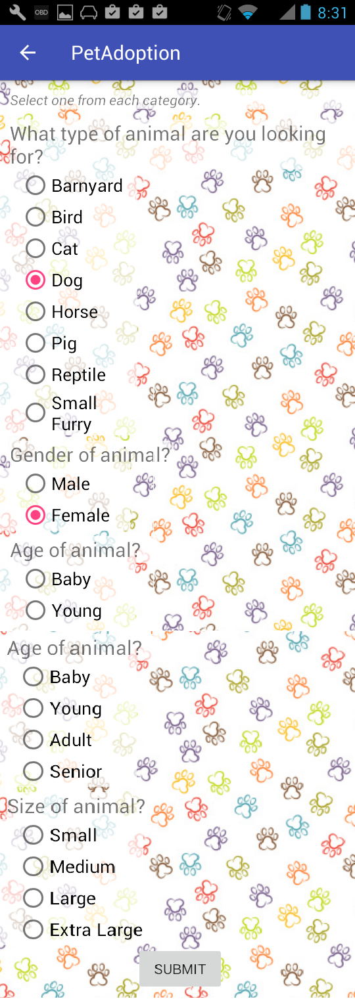 OBD
8:31
PetAdoption
Select one from each category.
What type of animal are you looking
for?
Barnyard
Bird
Cat
Dog
Horse
Pig
Reptile
Small
Furry
Gender of animal?
Male
Female
Age of animal?
Baby
Young
Age of animal?
Baby
Young
Adult
Senior
Size of animal?
Small
Medium
Large
Extra Large
SUBMIT